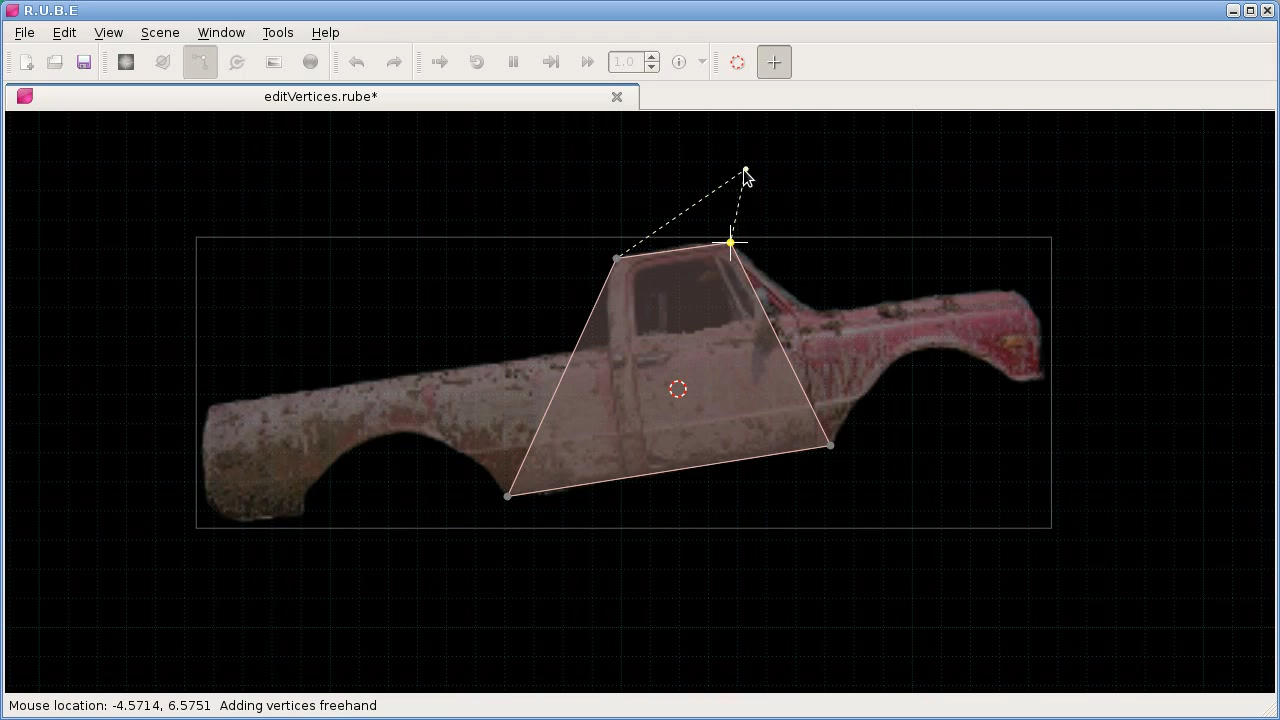 R.U.B.E
File Edit View Scene Window Tools Help
1.0
editVertices.rube*
Mouse location: -4.5714, 6.5751 Adding vertices freehand